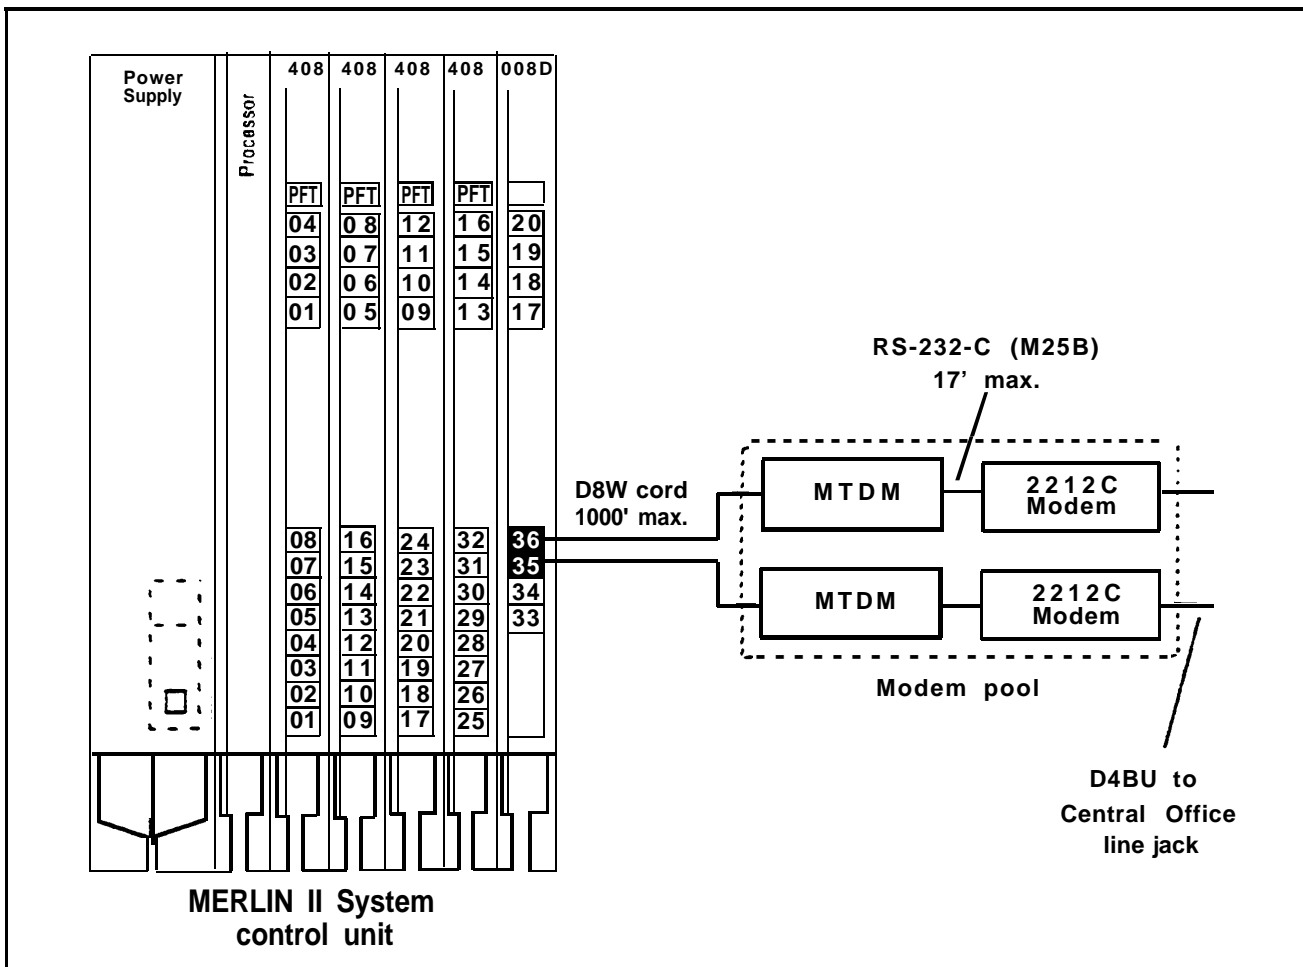 Power
Supply
Processor
408 408 408 408 008D
PFT PFT PFT PFT
04 08 12 16 20
03 07 11 15 19
02 06 10 14 18
01 05 09 13 17
RS-232-C (M25B)
17' max.
D8W cord
1000' max.
MTDM
2212C
Modem
08 16 24 32 36
07 15 23 31 35
06 14 22 30 34
05 13 21 29 33
04 12 20 28
03 11 19 27
02 10 18 26
01 09 17 25
MTDM
2212C
Modem
Modem pool
D4BU to
Central Office
line jack
MERLIN II System
control unit